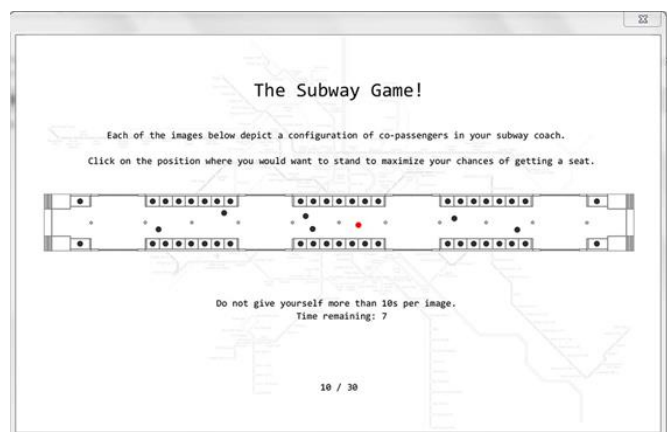 The Subway Game!
Each of the images below depict a configuration of co-passengers in your subway coach.
Click on the position where you would want to stand to maximize your chances of getting a seat.
Do not give yourself more than 10s per image.
Time remaining: 7
10 / 30